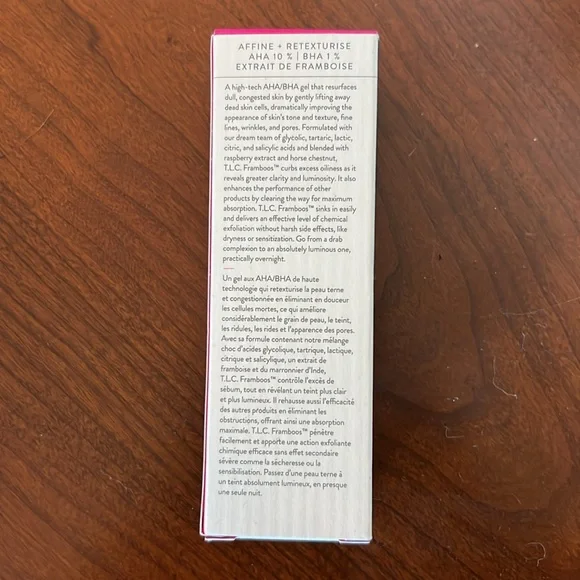 AFFINE + RETEXTURISE
AHA 10 % | BHA 1 %
EXTRAIT DE FRAMBOISE
A high-tech AHA/BHA gel that resurfaces
dull, congested skin by gently lifting away
dead skin cells, dramatically improving the
appearance of skin's tone and texture, fine
lines, wrinkles, and pores. Formulated with
our dream team of glycolic, tartaric, lactic,
citric, and salicylic acids and blended with
raspberry extract and horse chestnut,
T.L.C. Framboos™ curbs excess oiliness as it
reveals greater clarity and luminosity. It also
enhances the performance of other
products by clearing the way for maximum
absorption. T.L.C. Framboos™ sinks in easily
and delivers an effective level of chemical
exfoliation without harsh side effects, like
dryness or sensitization. Go from a drab
complexion to an absolutely luminous one,
practically overnight.
Un gel aux AHA/BHA de haute
technologie qui retexturise la peau terne
et congestionnée en éliminant en douceur
les cellules mortes, ce qui améliore
considérablement le grain de peau, le teint,
les ridules, les rides et l'apparence des pores.
Avec sa formule contenant notre mélange
choc d'acides glycolique, tartrique, lactique,
citrique et salicylique, un extrait de
framboise et du marronnier d'Inde,
T.L.C. Framboos™ contrôle l'excès de
sébum, tout en révélant un teint plus clair
et plus lumineux. Il rehausse aussi l'efficacité
des autres produits en éliminant les
obstructions, offrant ainsi une absorption
maximale. T.L.C. Framboos™ pénètre
facilement et apporte une action exfoliante
chimique efficace sans effet secondaire
sévère comme la sécheresse ou la
sensibilisation. Passez d'une peau terne à
un teint absolument lumineux, en presque
une seule nuit.